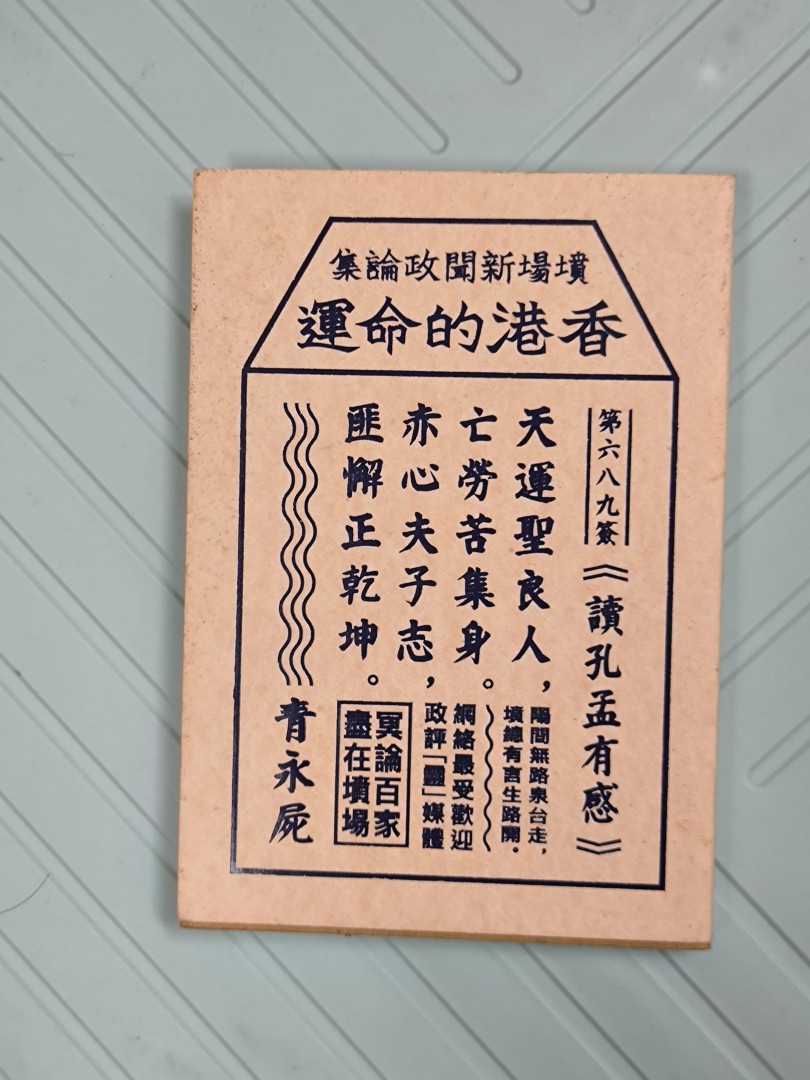 墳場新聞政論集
香港的命運
第六八九簽
《讀孔孟有感》
天運聖良人，
亡勞苦集身。
赤心夫子志，
匪懈正乾坤。
青永屍
陽間無路泉台走，
墳總有言生路開。
網絡最受歡迎
政評「靈」媒體
冥論百家
盡在墳場